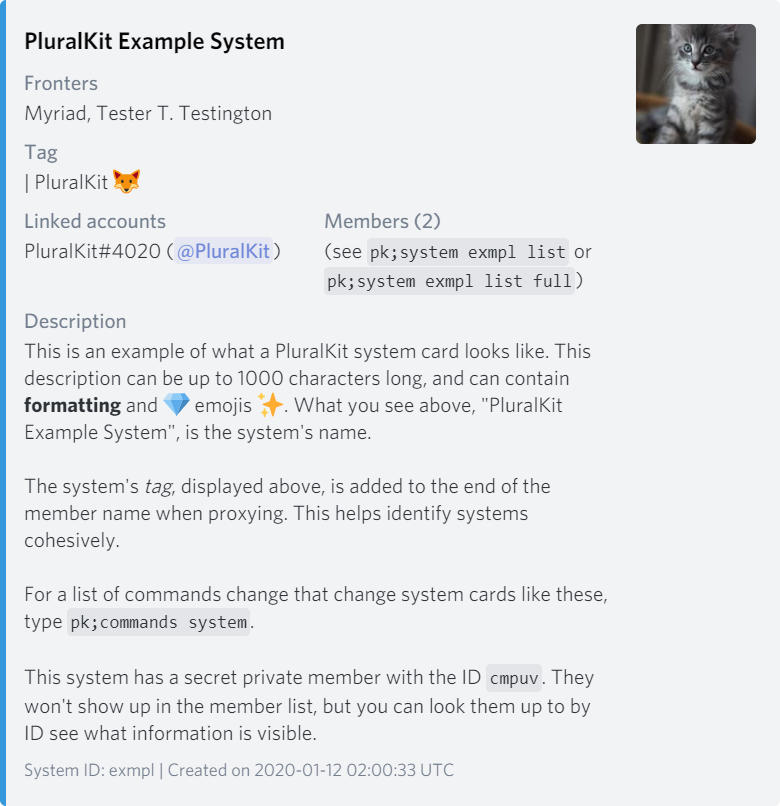 PluralKit Example System
Fronters
Myriad, Tester T. Testington
Tag
| PluralKit 🦊
Linked accounts
PluralKit#4020 (@PluralKit)
Members (2)
(see pk;system exmpl list or
pk;system exmpl list full)
Description
This is an example of what a PluralKit system card looks like. This
description can be up to 1000 characters long, and can contain
formatting and 💎 emojis ✨. What you see above, "PluralKit
Example System", is the system's name.
The system's tag, displayed above, is added to the end of the
member name when proxying. This helps identify systems
cohesively.
For a list of commands change that change system cards like these,
type pk;commands system.
This system has a secret private member with the ID cmpuv. They
won't show up in the member list, but you can look them up to by
ID see what information is visible.
System ID: exmpl | Created on 2020-01-12 02:00:33 UTC